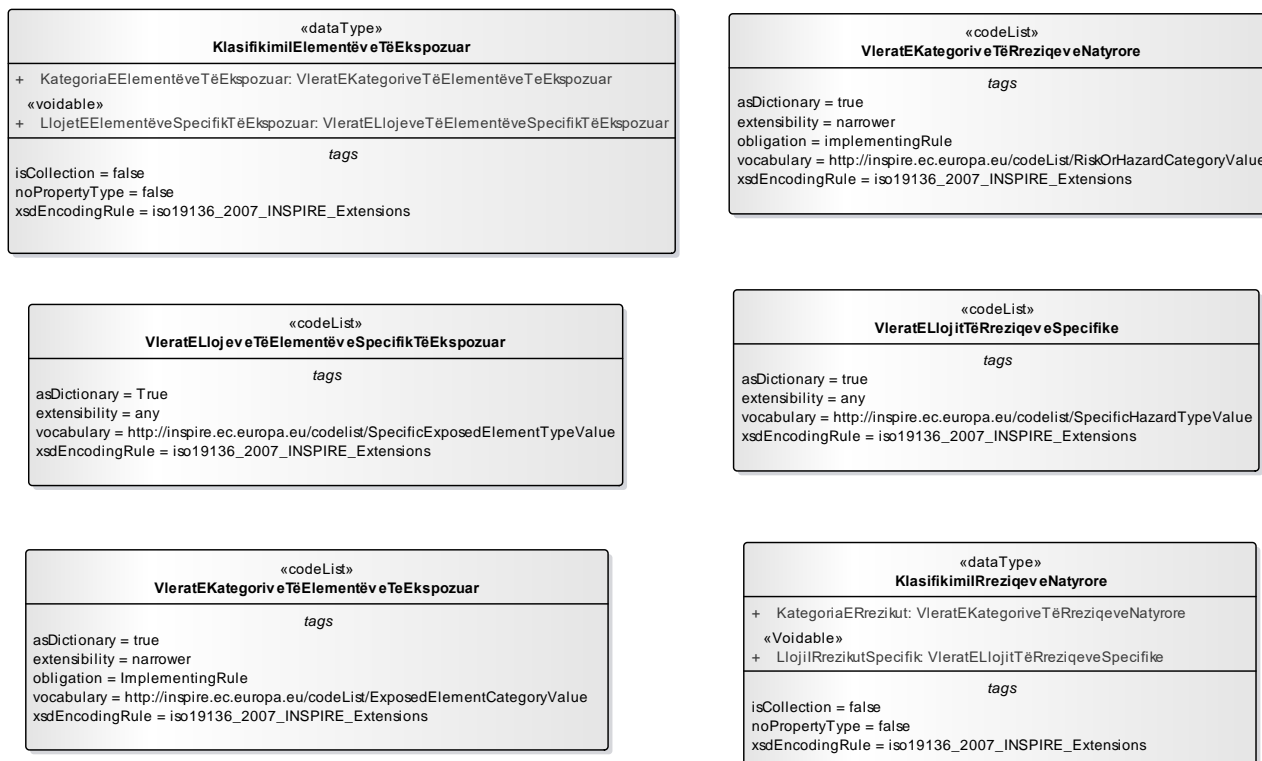 «dataType»
KlasifikimiIElementëveTëEkspozuar
+ KategoriaEElementëveTëEkspozuar: VleratEKategoriveTëElementëveTeEkspozuar
«voidable»
+ LlojetEElementëveSpecifikTëEkspozuar: VleratELlojeveTëElementëveSpecifikTëEkspozuar
tags
isCollection = false
noPropertyType = false
xsdEncodingRule = iso19136_2007_INSPIRE_Extensions
«codeList»
VleratEKategoriveTëRreziqeveNatyrore
tags
asDictionary = true
extensibility = narrower
obligation = implementingRule
vocabulary = http://inspire.ec.europa.eu/codeList/RiskOrHazardCategoryValue
xsdEncodingRule = iso19136_2007_INSPIRE_Extensions
«codeList»
VleratELlojeveTëElementëveSpecifikTëEkspozuar
tags
asDictionary = True
extensibility = any
vocabulary = http://inspire.ec.europa.eu/codelist/SpecificExposedElementTypeValue
xsdEncodingRule = iso19136_2007_INSPIRE_Extensions
«codeList»
VleratELlojitTëRreziqeveSpecifike
tags
asDictionary = true
extensibility = any
vocabulary = http://inspire.ec.europa.eu/codelist/SpecificHazardTypeValue
xsdEncodingRule = iso19136_2007_INSPIRE_Extensions
«codeList»
VleratEKategoriveTëElementëveTeEkspozuar
tags
asDictionary = true
extensibility = narrower
obligation = ImplementingRule
vocabulary = http://inspire.ec.europa.eu/codeList/ExposedElementCategoryValue
xsdEncodingRule = iso19136_2007_INSPIRE_Extensions
«dataType»
KlasifikimiIRreziqeveNatyrore
+ KategoriaERrezikut: VleratEKategoriveTëRreziqeveNatyrore
«Voidable»
+ LlojiIRrezikutSpecifik: VleratELlojitTëRreziqeveSpecifike
tags
isCollection = false
noPropertyType = false
xsdEncodingRule = iso19136_2007_INSPIRE_Extensions